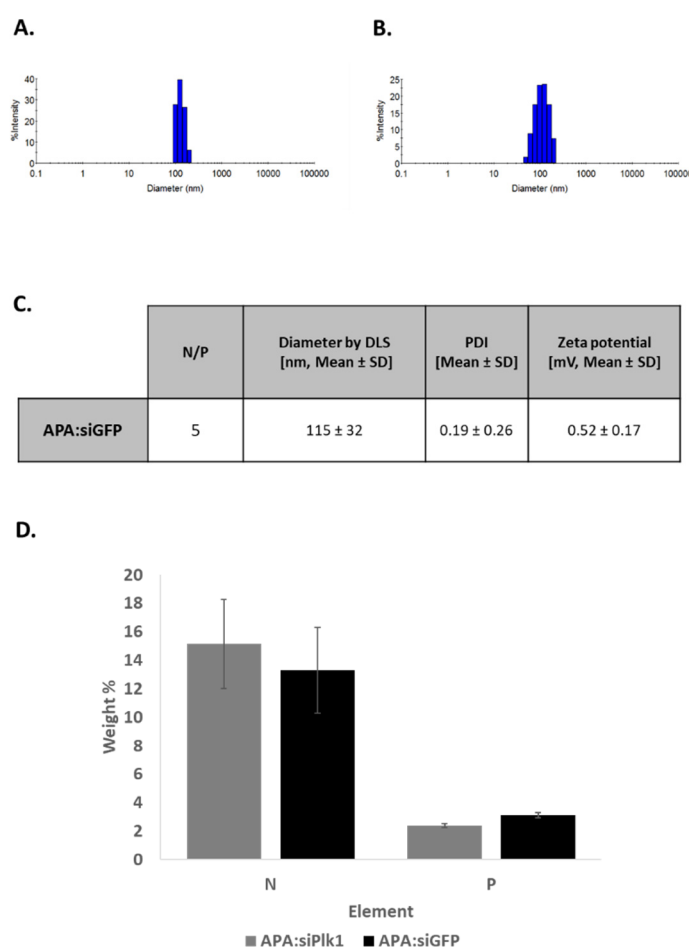 A.
B.
40
30
20
10
0
%Intensity
0.1 1 10 100 1000 10000 100000
Diameter (nm)
25
20
15
10
5
0
%Intensity
0.1 1 10 100 1000 10000 100000
Diameter (nm)
C.
N/P
Diameter by DLS
[nm, Mean ± SD]
PDI
[Mean ± SD]
Zeta potential
[mV, Mean ± SD]
APA:siGFP 5 115 ± 32 0.19 ± 0.26 0.52 ± 0.17
D.
20
18
16
14
12
10
8
6
4
2
0
Weight %
N P
Element
APA:siPlk1 APA:siGFP